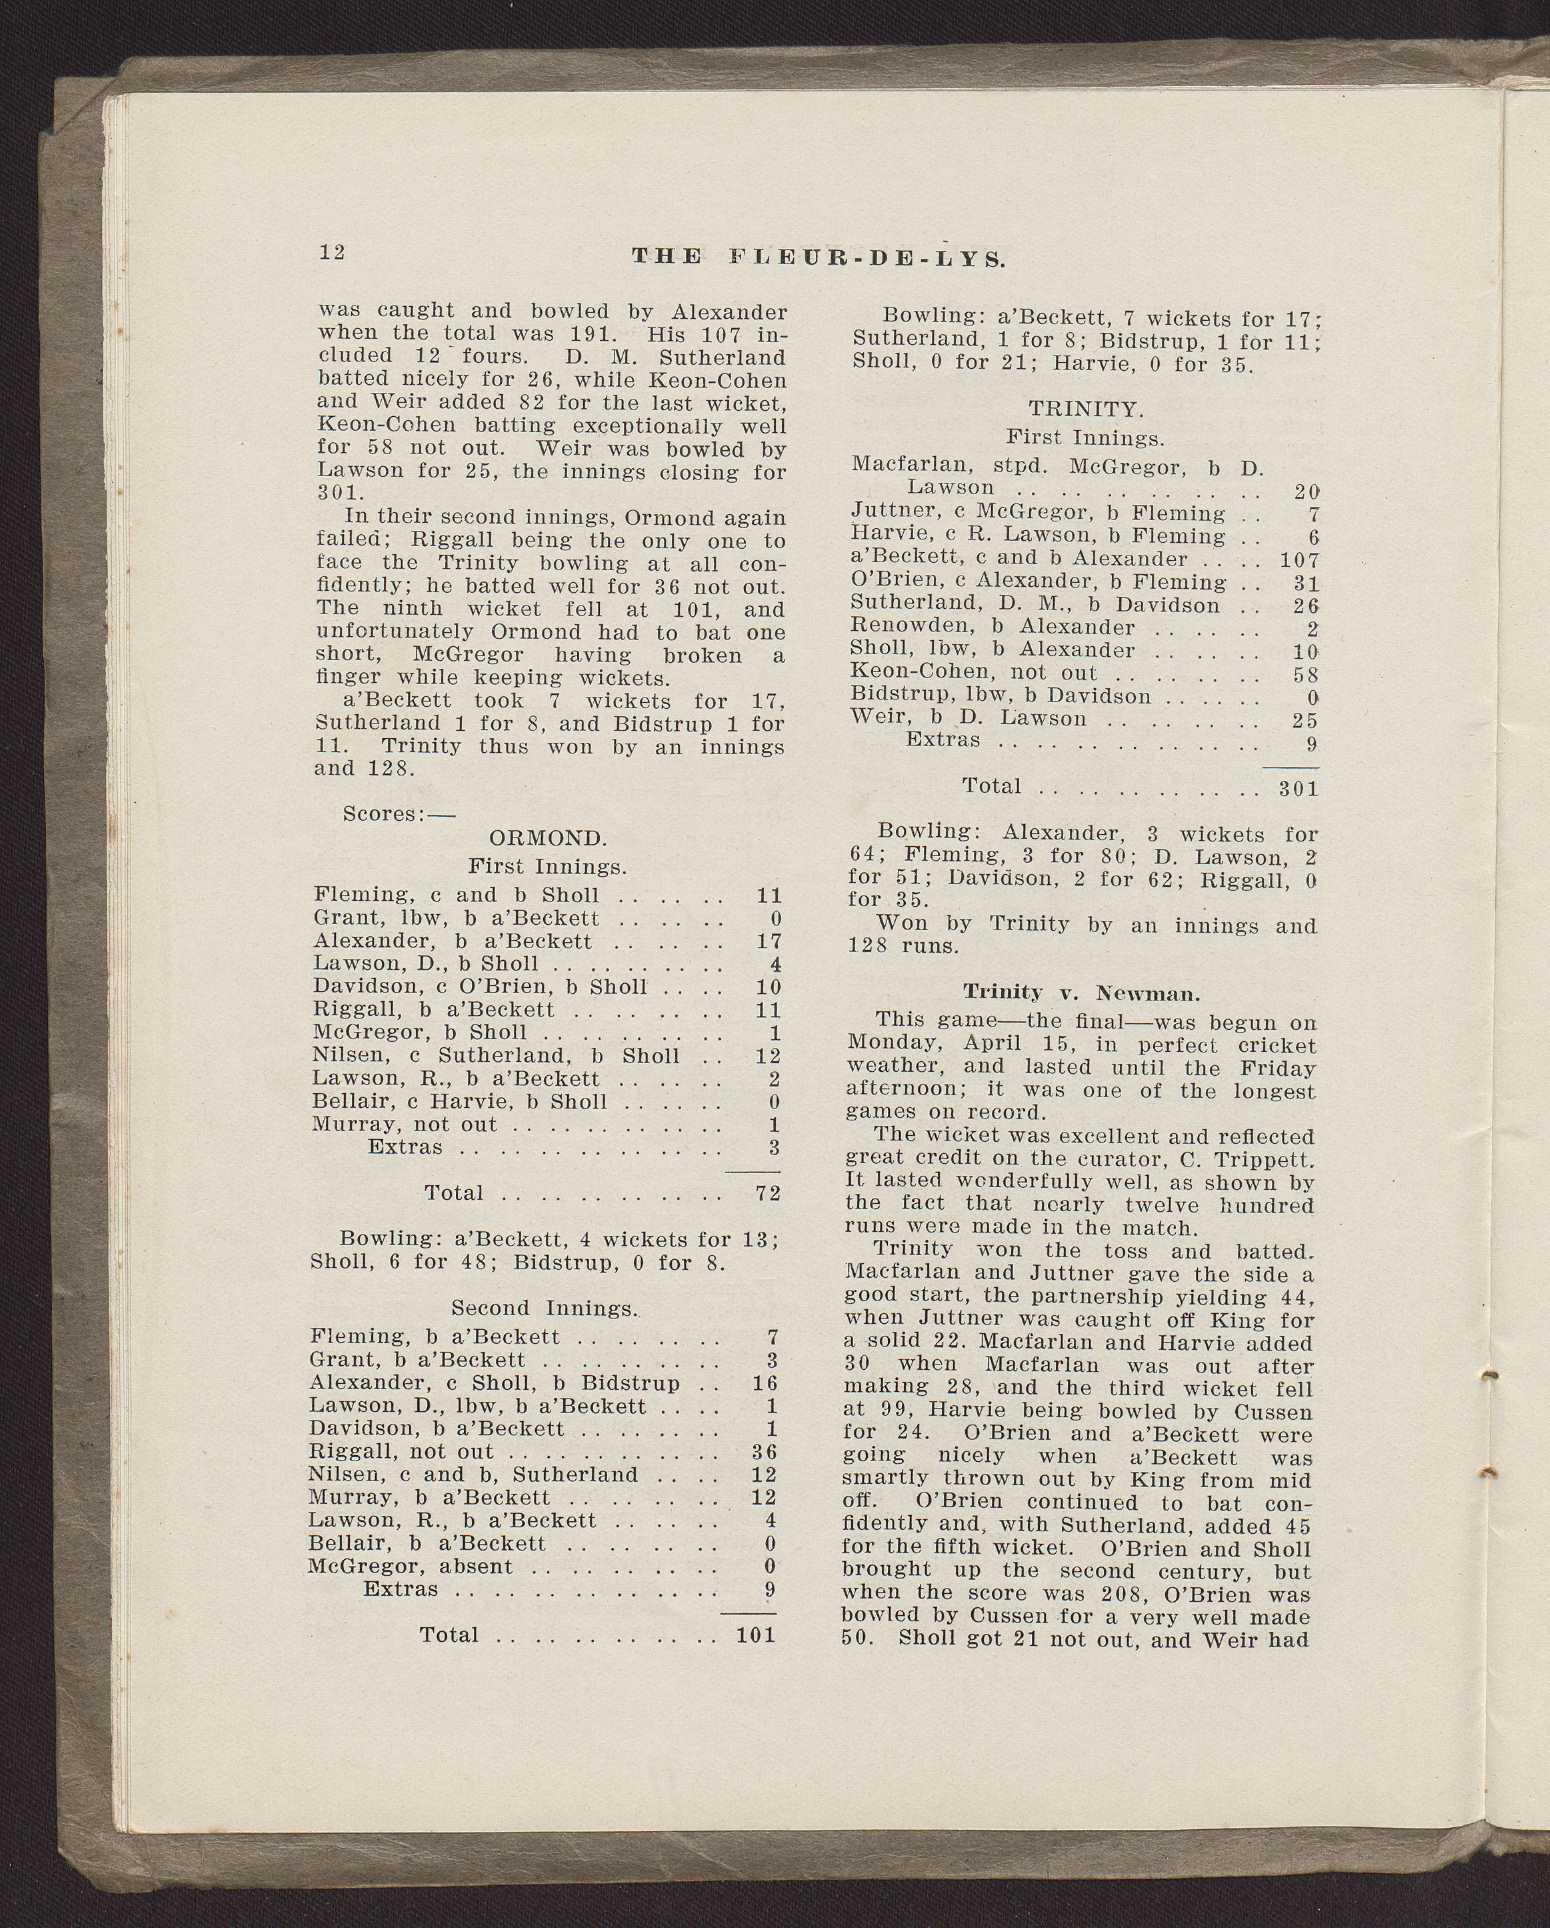 12
THE FLEUR-DE-LYS.
was caught and bowled by Alexander
when the total was 191. His 107 in-
cluded 12 fours. D. M. Sutherland
batted nicely for 26, while Keon-Cohen
and Weir added 82 for the last wicket,
Keon-Cohen batting exceptionally well
for 58 not out. Weir was bowled by
Lawson for 25, the innings closing for
301.
In their second innings, Ormond again
failed; Riggall being the only one to
face the Trinity bowling at all con-
fidently; he batted well for 36 not out.
The ninth wicket fell at 101, and
unfortunately Ormond had to bat one
short, McGregor having broken a
finger while keeping wickets.
a'Beckett took 7 wickets for 17,
Sutherland 1 for 8, and Bidstrup 1 for
11. Trinity thus won by an innings
and 128.
Scores:—
ORMOND.
First Innings.
Fleming, c and b Sholl . . . . . . 11
Grant, lbw, b a'Beckett . . . . . . 0
Alexander, b a'Beckett . . . . . . 17
Lawson, D., b Sholl . . . . . . . . . 4
Davidson, c O'Brien, b Sholl . . . . 10
Riggall, b a'Beckett . . . . . . . . 11
McGregor, b Sholl . . . . . . . . . 1
Nilsen, c Sutherland, b Sholl . . 12
Lawson, R., b a'Beckett . . . . . . 2
Bellair, c Harvie, b Sholl . . . . . . 0
Murray, not out . . . . . . . . . . . 1
Extras . . . . . . . . . . . . . . 3
Total . . . . . . . . . . . . 72
Bowling: a'Beckett, 4 wickets for 13;
Sholl, 6 for 48; Bidstrup, 0 for 8.
Second Innings.
Fleming, b a'Beckett . . . . . . . . 7
Grant, b a'Beckett . . . . . . . . . 3
Alexander, c Sholl, b Bidstrup . . 16
Lawson, D., lbw, b a'Beckett . . . . 1
Davidson, b a'Beckett . . . . . . . 1
Riggall, not out . . . . . . . . . . . 36
Nilsen, c and b, Sutherland . . . . 12
Murray, b a'Beckett . . . . . . . . 12
Lawson, R., b a'Beckett . . . . . . 4
Bellair, b a'Beckett . . . . . . . . 0
McGregor, absent . . . . . . . . . 0
Extras . . . . . . . . . . . . . . 9
Total . . . . . . . . . . . . 101
Bowling: a'Beckett, 7 wickets for 17;
Sutherland, 1 for 8; Bidstrup, 1 for 11;
Sholl, 0 for 21; Harvie, 0 for 35.
TRINITY.
First Innings.
Macfarlan, stpd. McGregor, b D.
Lawson . . . . . . . . . . . . 20
Juttner, c McGregor, b Fleming . . 7
Harvie, c R. Lawson, b Fleming . . 6
a'Beckett, c and b Alexander . . . . 107
O'Brien, c Alexander, b Fleming . . 31
Sutherland, D. M., b Davidson . . 26
Renowden, b Alexander . . . . . . 2
Sholl, lbw, b Alexander . . . . . . 10
Keon-Cohen, not out . . . . . . . . 58
Bidstrup, lbw, b Davidson . . . . . . 0
Weir, b D. Lawson . . . . . . . . 25
Extras . . . . . . . . . . . . . . 9
Total . . . . . . . . . . . . 301
Bowling: Alexander, 3 wickets for
64; Fleming, 3 for 80; D. Lawson, 2
for 51; Davidson, 2 for 62; Riggall, 0
for 35.
Won by Trinity by an innings and
128 runs.
Trinity v. Newman.
This game—the final—was begun on
Monday, April 15, in perfect cricket
weather, and lasted until the Friday
afternoon; it was one of the longest
games on record.
The wicket was excellent and reflected
great credit on the curator, C. Trippett.
It lasted wonderfully well, as shown by
the fact that nearly twelve hundred
runs were made in the match.
Trinity won the toss and batted.
Macfarlan and Juttner gave the side a
good start, the partnership yielding 44,
when Juttner was caught off King for
a solid 22. Macfarlan and Harvie added
30 when Macfarlan was out after
making 28, and the third wicket fell
at 99, Harvie being bowled by Cussen
for 24. O'Brien and a'Beckett were
going nicely when a'Beckett was
smartly thrown out by King from mid
off. O'Brien continued to bat con-
fidently and, with Sutherland, added 45
for the fifth wicket. O'Brien and Sholl
brought up the second century, but
when the score was 208, O'Brien was
bowled by Cussen for a very well made
50. Sholl got 21 not out, and Weir had